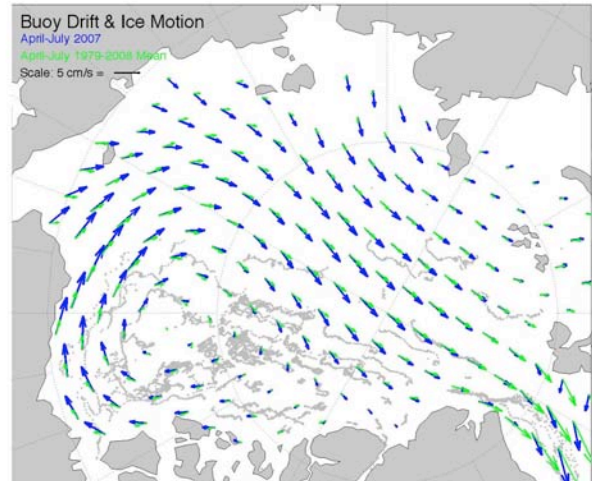 Buoy Drift & Ice Motion
April-July 2007
April-July 1979-2008 Mean
Scale: 5 cm/s =